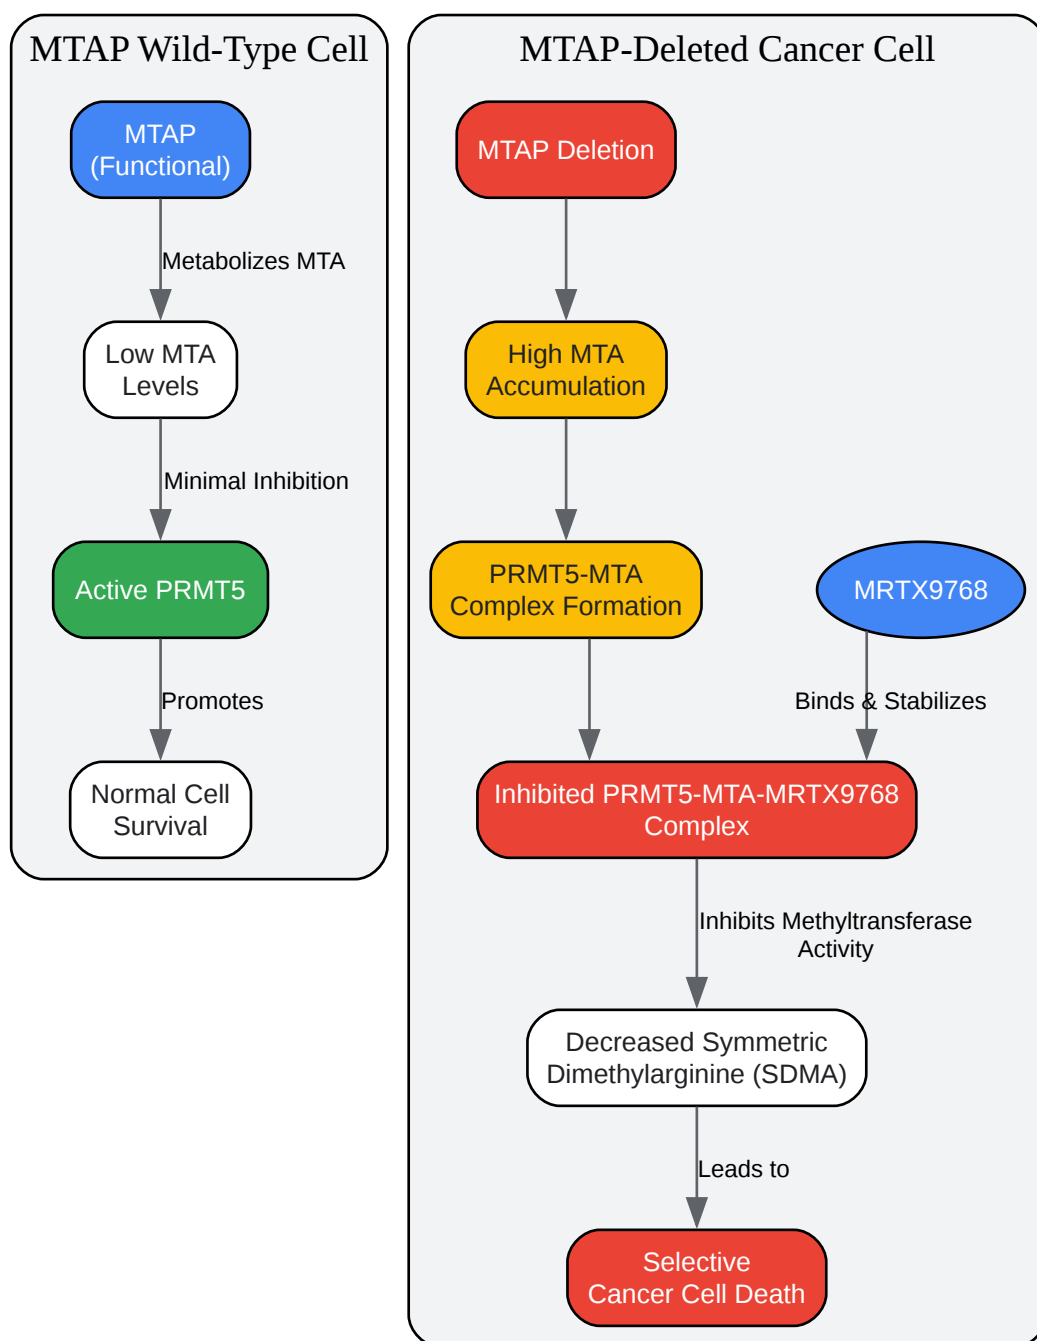 MTAP Wild-Type Cell
MTAP
(Functional)
Metabolizes MTA
Low MTA
Levels
Minimal Inhibition
Active PRMT5
Promotes
Normal Cell
Survival
MTAP-Deleted Cancer Cell
MTAP Deletion
High MTA
Accumulation
PRMT5-MTA
Complex Formation
MRTX9768
Binds & Stabilizes
Inhibited PRMT5-MTA-MRTX9768
Complex
Inhibits Methyltransferase
Activity
Decreased Symmetric
Dimethylarginine (SDMA)
Leads to
Selective
Cancer Cell Death